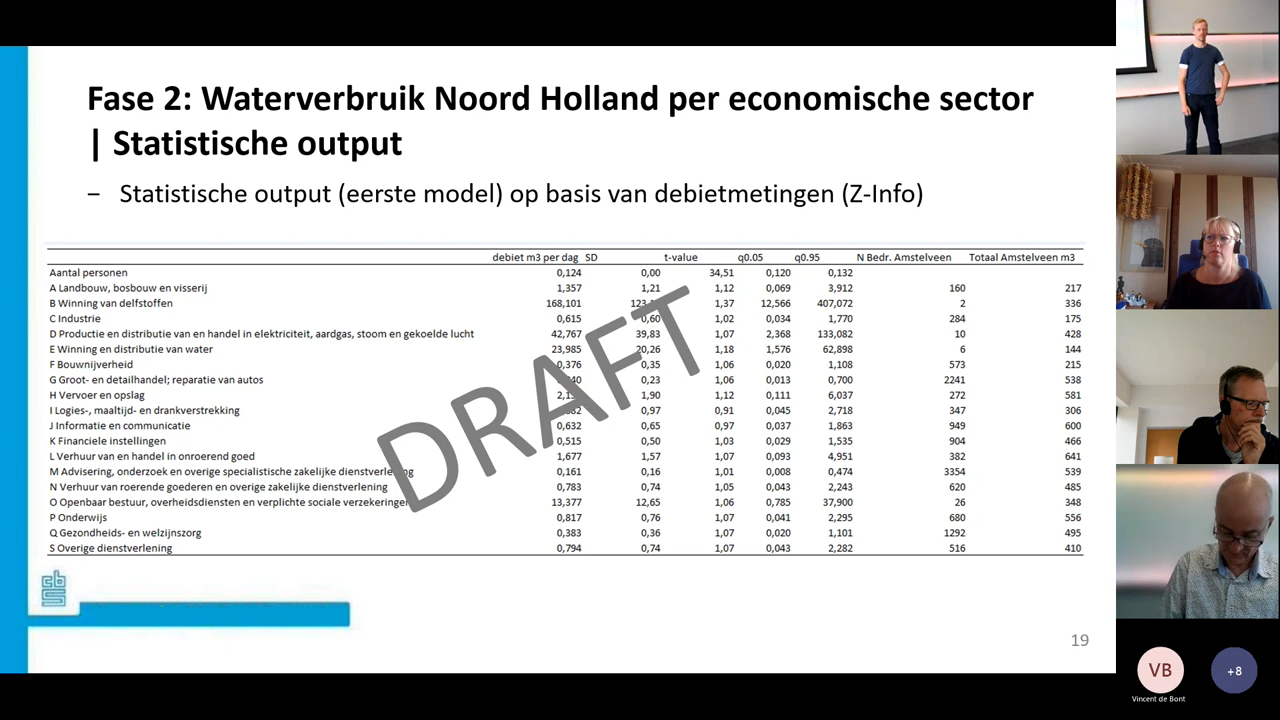 Fase 2: Waterverbruik Noord Holland per economische sector
| Statistische output
− Statistische output (eerste model) op basis van debietmetingen (Z-Info)
debiet m3 per dag SD t-value q0.05 q0.95 N Bedr. Amstelveen Totaal Amstelveen m3
Aantal personen 0,124 0,00 34,51 0,120 0,132
A Landbouw, bosbouw en visserij 1,357 1,21 1,12 0,069 3,912 160 217
B Winning van delfstoffen 168,101 1,37 12,566 407,072 2 336
C Industrie 0,615 0,60 1,02 0,034 1,770 284 175
D Productie en distributie van en handel in elektriciteit, aardgas, stoom en gekoelde lucht 42,767 39,83 1,07 2,368 133,082 10 428
E Winning en distributie van water 23,985 20,26 1,18 1,576 62,898 6 144
F Bouwnijverheid 0,376 0,35 1,06 0,020 1,108 573 215
G Groot- en detailhandel; reparatie van autos 0,23 1,06 0,013 0,700 2241 538
H Vervoer en opslag 1,90 1,12 0,111 6,037 272 581
I Logies-, maaltijd- en drankverstrekking 0,97 0,91 0,045 2,718 347 306
J Informatie en communicatie 0,632 0,65 0,97 0,037 1,863 949 600
K Financiele instellingen 0,515 0,50 1,03 0,029 1,535 904 466
L Verhuur van en handel in onroerend goed 1,677 1,57 1,07 0,093 4,951 382 641
M Advisering, onderzoek en overige specialistische zakelijke dienstverlening 0,161 0,16 1,01 0,008 0,474 3354 539
N Verhuur van roerende goederen en overige zakelijke dienstverlening 0,783 0,74 1,05 0,043 2,243 620 485
O Openbaar bestuur, overheidsdiensten en verplichte sociale verzekeringen 13,377 12,65 1,06 0,785 37,900 26 348
P Onderwijs 0,817 0,76 1,07 0,041 2,295 680 556
Q Gezondheids- en welzijnszorg 0,383 0,36 1,07 0,020 1,101 1292 495
S Overige dienstverlening 0,794 0,74 1,07 0,043 2,282 516 410
DRAFT
cbs
19
VB
+8
Vincent de Bont